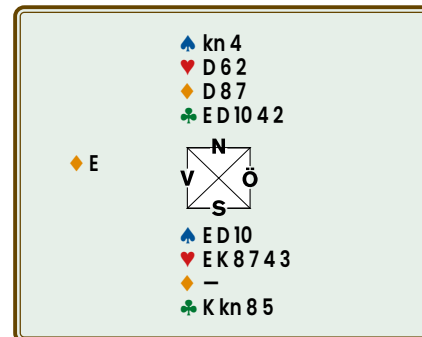 ♠ kn 4
♥ D 6 2
♦ D 8 7
♣ E D 10 4 2
N
♦ E
V Ö
S
♠ E D 10
♥ E K 8 7 4 3
♦ –
♣ K kn 8 5